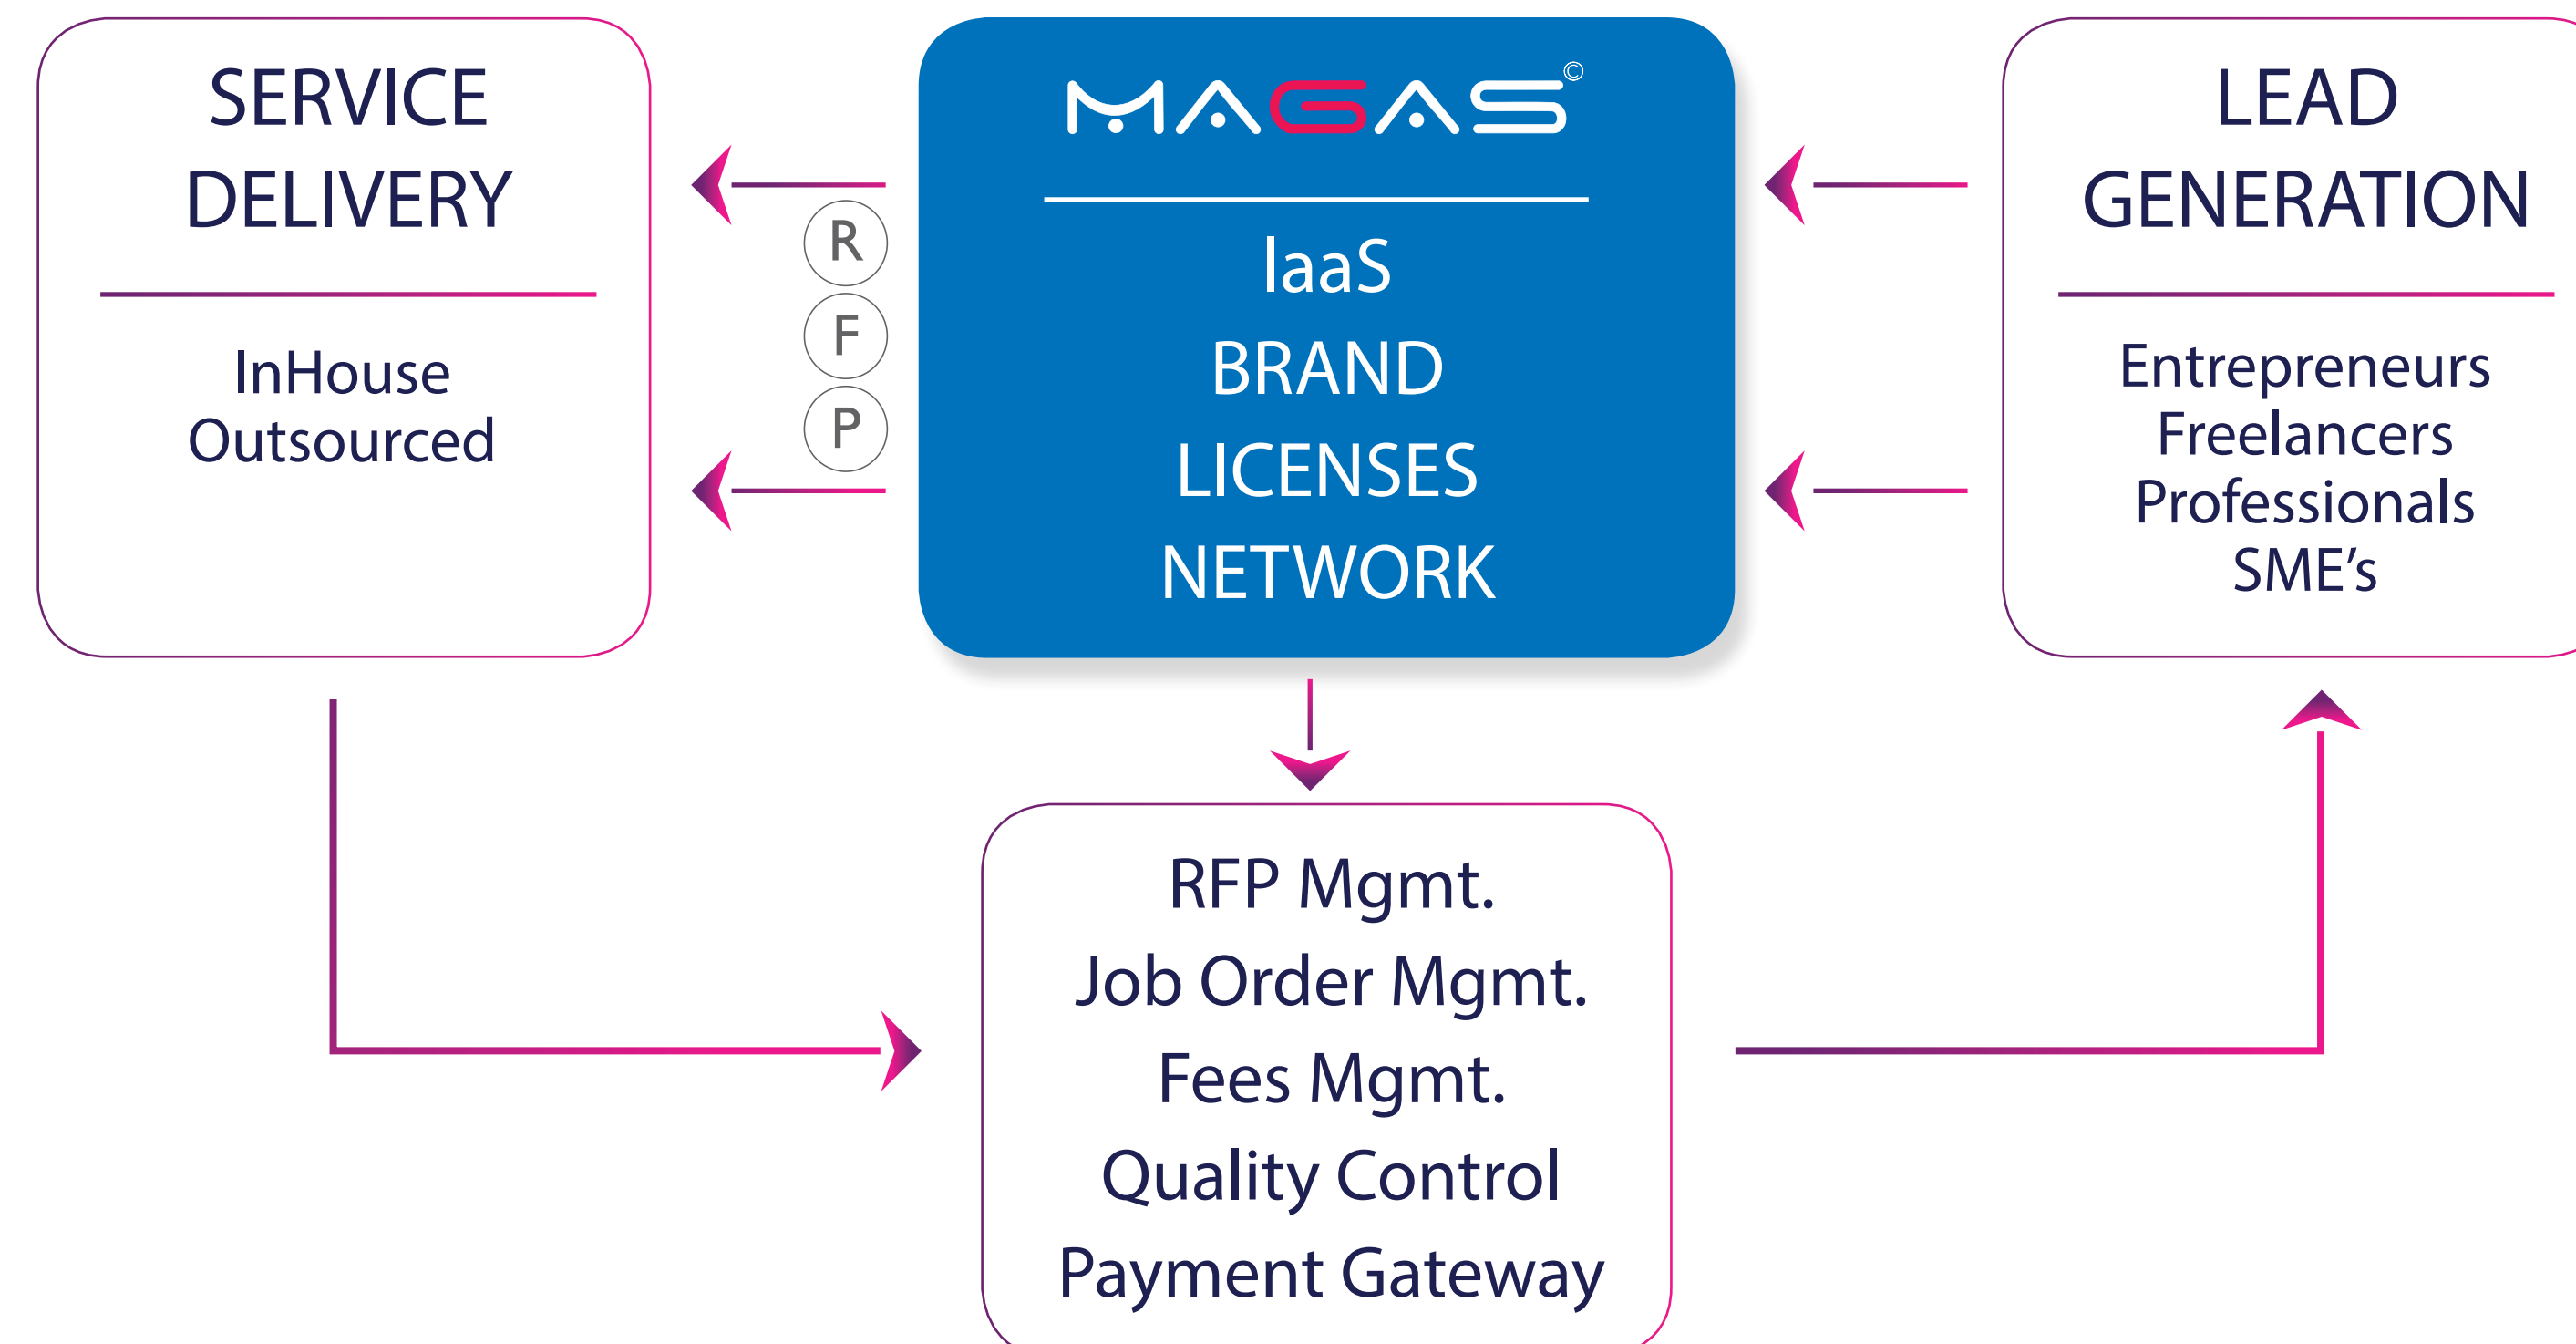 SERVICE
DELIVERY
InHouse
Outsourced
R
F
P
MAGAS©
IaaS
BRAND
LICENSES
NETWORK
LEAD
GENERATION
Entrepreneurs
Freelancers
Professionals
SME’s
RFP Mgmt.
Job Order Mgmt.
Fees Mgmt.
Quality Control
Payment Gateway